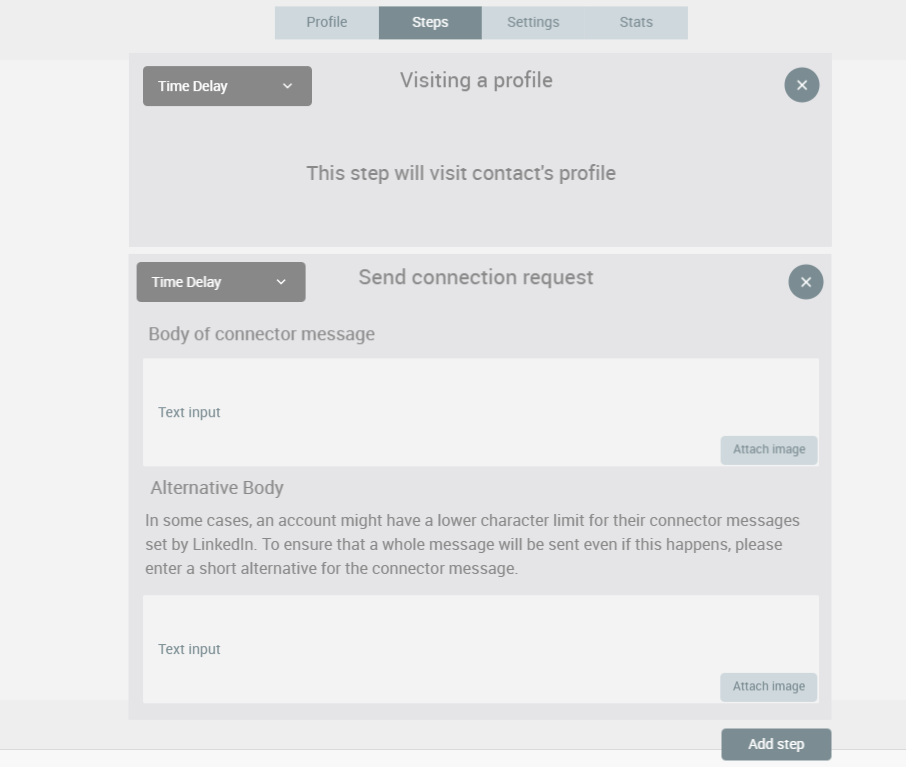 Profile Steps Settings Stats
Time Delay
Visiting a profile
This step will visit contact's profile
Time Delay
Send connection request
Body of connector message
Text input
Attach image
Alternative Body
In some cases, an account might have a lower character limit for their connector messages
set by LinkedIn. To ensure that a whole message will be sent even if this happens, please
enter a short alternative for the connector message.
Text input
Attach image
Add step